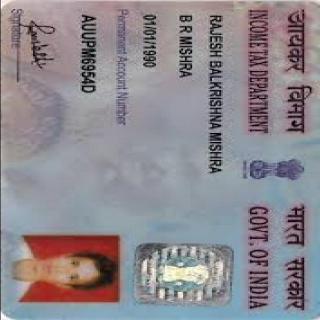 आयकर विभाग
INCOME TAX DEPARTMENT
भारत सरकार
GOVT. OF INDIA
RAJESH BALKRISHNA MISHRA
B R MISHRA
01/01/1990
Permanent Account Number
AUUPM6954D
Signature